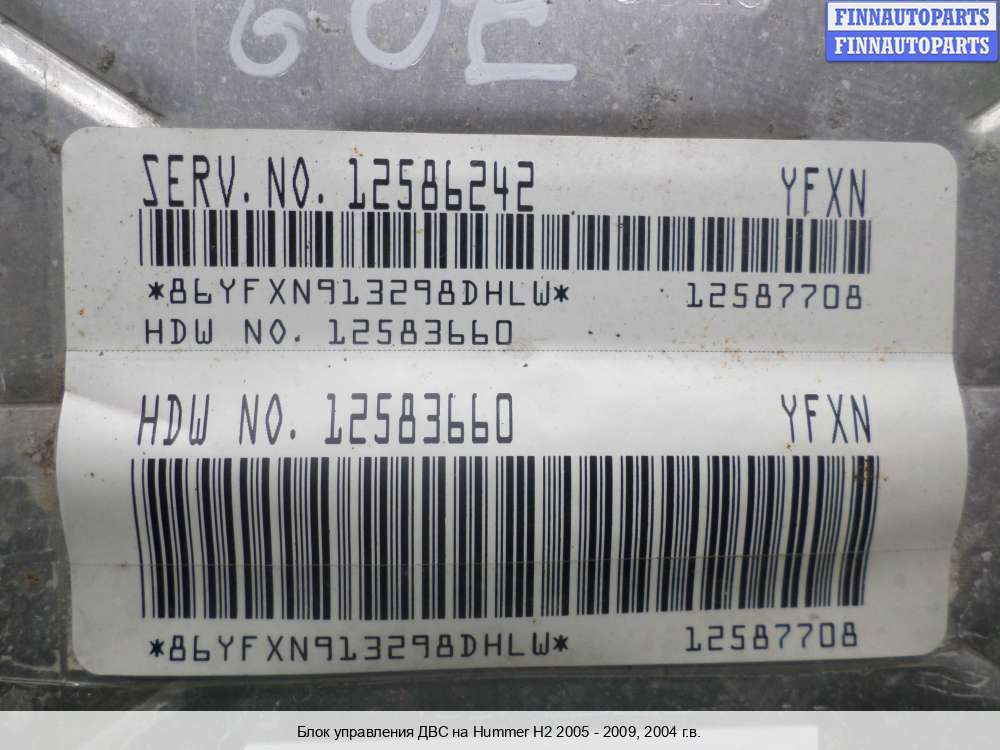 60E
FINNAUTOPARTS
FINNAUTOPARTS
SERV. NO. 12586242 YFXN
*86YFXN913298DHLW* 12587708
HDW NO. 12583660
HDW NO. 12583660 YFXN
*86YFXN913298DHLW* 12587708
Блок управления ДВС на Hummer H2 2005 - 2009, 2004 г.в.